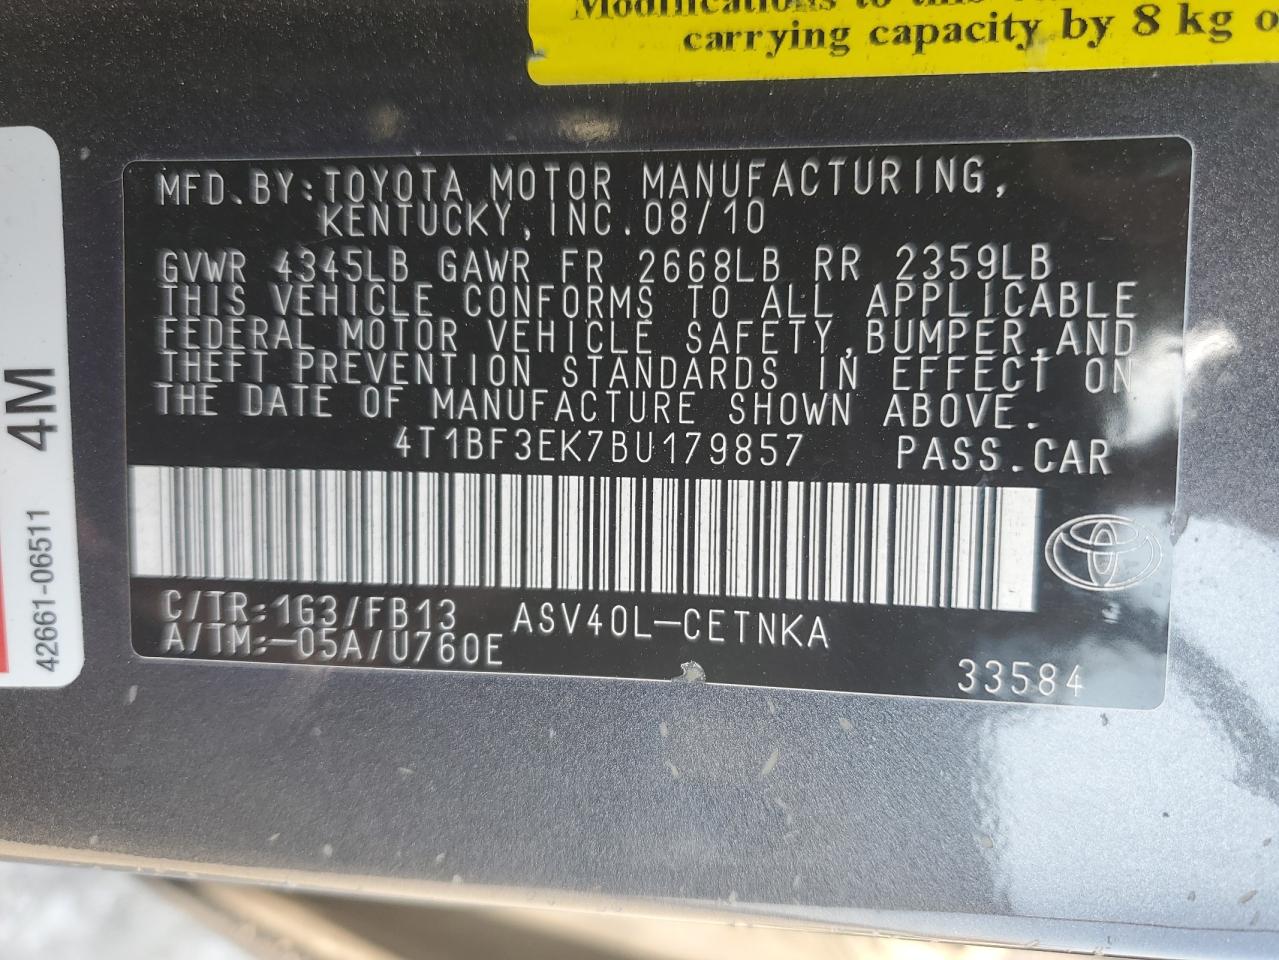 Modifications to this
carrying capacity by 8 kg
MFD.BY:TOYOTA MOTOR MANUFACTURING,
KENTUCKY,INC.08/10
GVWR 4345LB GAWR FR 2668LB RR 2359LB
THIS VEHICLE CONFORMS TO ALL APPLICABLE
FEDERAL MOTOR VEHICLE SAFETY,BUMPER,AND
THEFT PREVENTION STANDARDS IN EFFECT ON
THE DATE OF MANUFACTURE SHOWN ABOVE.
4T1BF3EK7BU179857 PASS.CAR
C/TR:1G3/FB13 ASV40L-CETNKA
A/TM:-05A/U760E
33584
4M
42661-06511